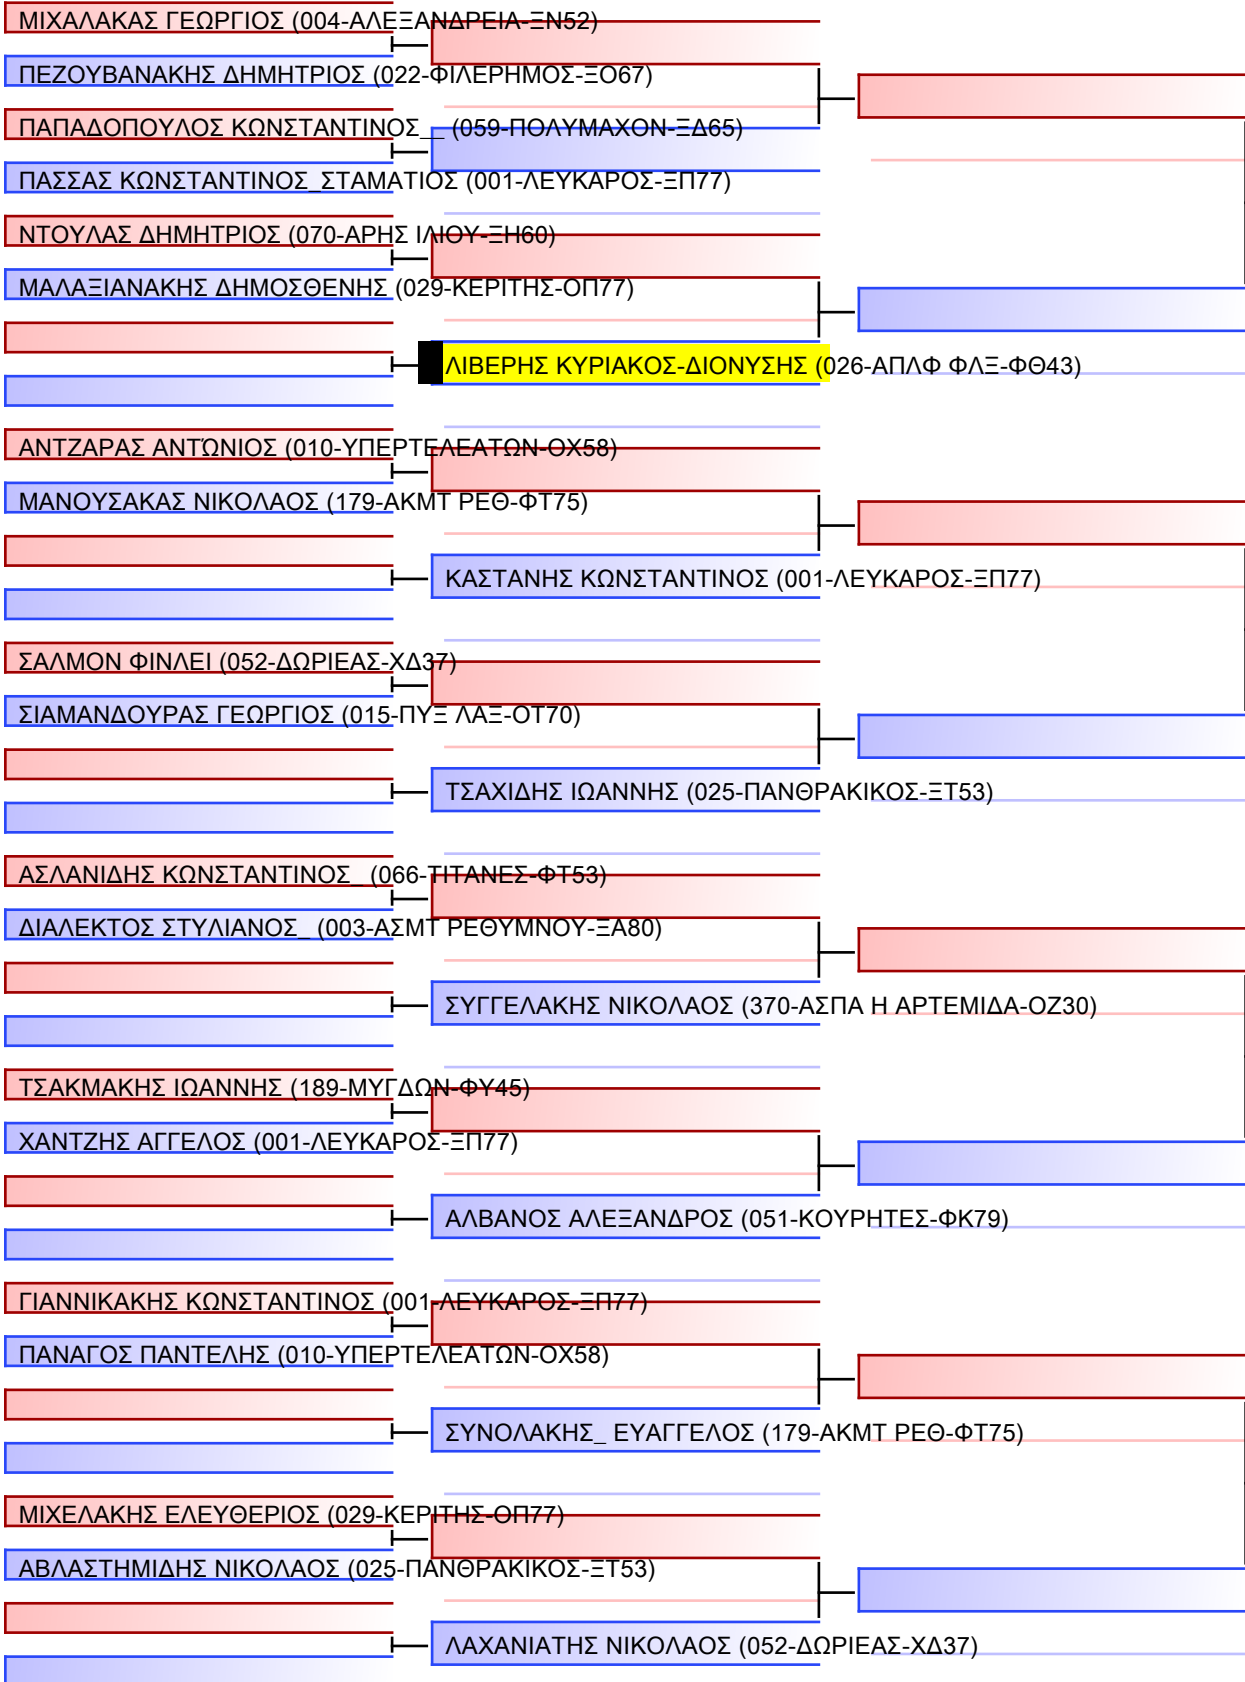 ΜΙΧΑΛΑΚΑΣ ΓΕΩΡΓΙΟΣ (004-ΑΛΕΞΑΝΔΡΕΙΑ-ΞΝ52)
ΠΕΖΟΥΒΑΝΑΚΗΣ ΔΗΜΗΤΡΙΟΣ (022-ΦΙΛΕΡΗΜΟΣ-ΞΟ67)
ΠΑΠΑΔΟΠΟΥΛΟΣ ΚΩΝΣΤΑΝΤΙΝΟΣ__ (059-ΠΟΛΥΜΑΧΟΝ-ΞΔ65)
ΠΑΣΣΑΣ ΚΩΝΣΤΑΝΤΙΝΟΣ_ΣΤΑΜΑΤΙΟΣ (001-ΛΕΥΚΑΡΟΣ-ΞΠ77)
ΝΤΟΥΛΑΣ ΔΗΜΗΤΡΙΟΣ (070-ΑΡΗΣ ΙΛΙΟΥ-ΞΗ60)
ΜΑΛΑΞΙΑΝΑΚΗΣ ΔΗΜΟΣΘΕΝΗΣ (029-ΚΕΡΙΤΗΣ-ΟΠ77)
ΛΙΒΕΡΗΣ ΚΥΡΙΑΚΟΣ-ΔΙΟΝΥΣΗΣ (026-ΑΠΛΦ ΦΛΞ-ΦΘ43)
ΑΝΤΖΑΡΑΣ ΑΝΤΏΝΙΟΣ (010-ΥΠΕΡΤΕΛΕΑΤΩΝ-ΟΧ58)
ΜΑΝΟΥΣΑΚΑΣ ΝΙΚΟΛΑΟΣ (179-ΑΚΜΤ ΡΕΘ-ΦΤ75)
ΚΑΣΤΑΝΗΣ ΚΩΝΣΤΑΝΤΙΝΟΣ (001-ΛΕΥΚΑΡΟΣ-ΞΠ77)
ΣΑΛΜΟΝ ΦΙΝΛΕΙ (052-ΔΩΡΙΕΑΣ-ΧΔ37)
ΣΙΑΜΑΝΔΟΥΡΑΣ ΓΕΩΡΓΙΟΣ (015-ΠΥΞ ΛΑΞ-ΟΤ70)
ΤΣΑΧΙΔΗΣ ΙΩΑΝΝΗΣ (025-ΠΑΝΘΡΑΚΙΚΟΣ-ΞΤ53)
ΑΣΛΑΝΙΔΗΣ ΚΩΝΣΤΑΝΤΙΝΟΣ_ (066-ΤΙΤΑΝΕΣ-ΦΤ53)
ΔΙΑΛΕΚΤΟΣ ΣΤΥΛΙΑΝΟΣ_ (003-ΑΣΜΤ ΡΕΘΥΜΝΟΥ-ΞΑ80)
ΣΥΓΓΕΛΑΚΗΣ ΝΙΚΟΛΑΟΣ (370-ΑΣΠΑ Η ΑΡΤΕΜΙΔΑ-ΟΖ30)
ΤΣΑΚΜΑΚΗΣ ΙΩΑΝΝΗΣ (189-ΜΥΓΔΩΝ-ΦΥ45)
ΧΑΝΤΖΗΣ ΑΓΓΕΛΟΣ (001-ΛΕΥΚΑΡΟΣ-ΞΠ77)
ΑΛΒΑΝΟΣ ΑΛΕΞΑΝΔΡΟΣ (051-ΚΟΥΡΗΤΕΣ-ΦΚ79)
ΓΙΑΝΝΙΚΑΚΗΣ ΚΩΝΣΤΑΝΤΙΝΟΣ (001-ΛΕΥΚΑΡΟΣ-ΞΠ77)
ΠΑΝΑΓΟΣ ΠΑΝΤΕΛΗΣ (010-ΥΠΕΡΤΕΛΕΑΤΩΝ-ΟΧ58)
ΣΥΝΟΛΑΚΗΣ_ ΕΥΑΓΓΕΛΟΣ (179-ΑΚΜΤ ΡΕΘ-ΦΤ75)
ΜΙΧΕΛΑΚΗΣ ΕΛΕΥΘΕΡΙΟΣ (029-ΚΕΡΙΤΗΣ-ΟΠ77)
ΑΒΛΑΣΤΗΜΙΔΗΣ ΝΙΚΟΛΑΟΣ (025-ΠΑΝΘΡΑΚΙΚΟΣ-ΞΤ53)
ΛΑΧΑΝΙΑΤΗΣ ΝΙΚΟΛΑΟΣ (052-ΔΩΡΙΕΑΣ-ΧΔ37)